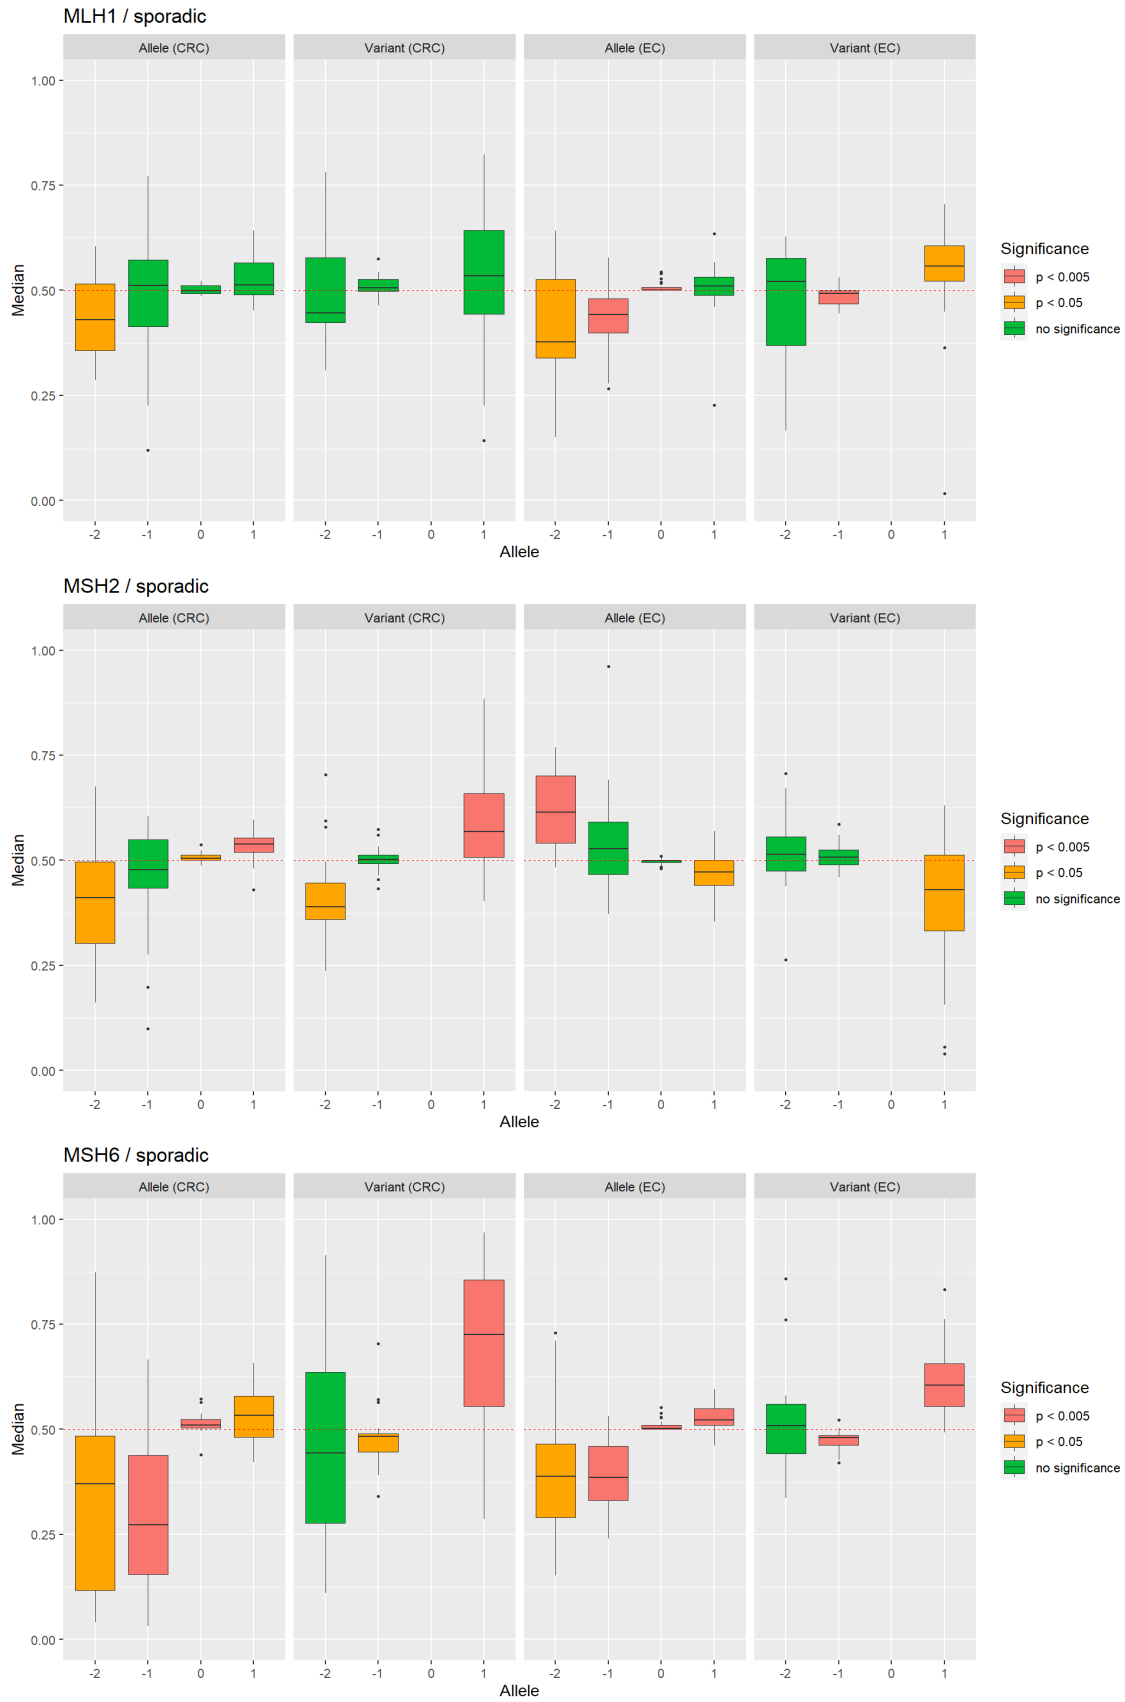 MLH1 / sporadic
Allele (CRC) Variant (CRC) Allele (EC) Variant (EC)
1.00
0.75
0.50
0.25
0.00
Median
-2 -1 0 1 -2 -1 0 1 -2 -1 0 1 -2 -1 0 1
Allele
Significance
p < 0.005
p < 0.05
no significance
MSH2 / sporadic
Allele (CRC) Variant (CRC) Allele (EC) Variant (EC)
1.00
0.75
0.50
0.25
0.00
Median
-2 -1 0 1 -2 -1 0 1 -2 -1 0 1 -2 -1 0 1
Allele
Significance
p < 0.005
p < 0.05
no significance
MSH6 / sporadic
Allele (CRC) Variant (CRC) Allele (EC) Variant (EC)
1.00
0.75
0.50
0.25
0.00
Median
-2 -1 0 1 -2 -1 0 1 -2 -1 0 1 -2 -1 0 1
Allele
Significance
p < 0.005
p < 0.05
no significance